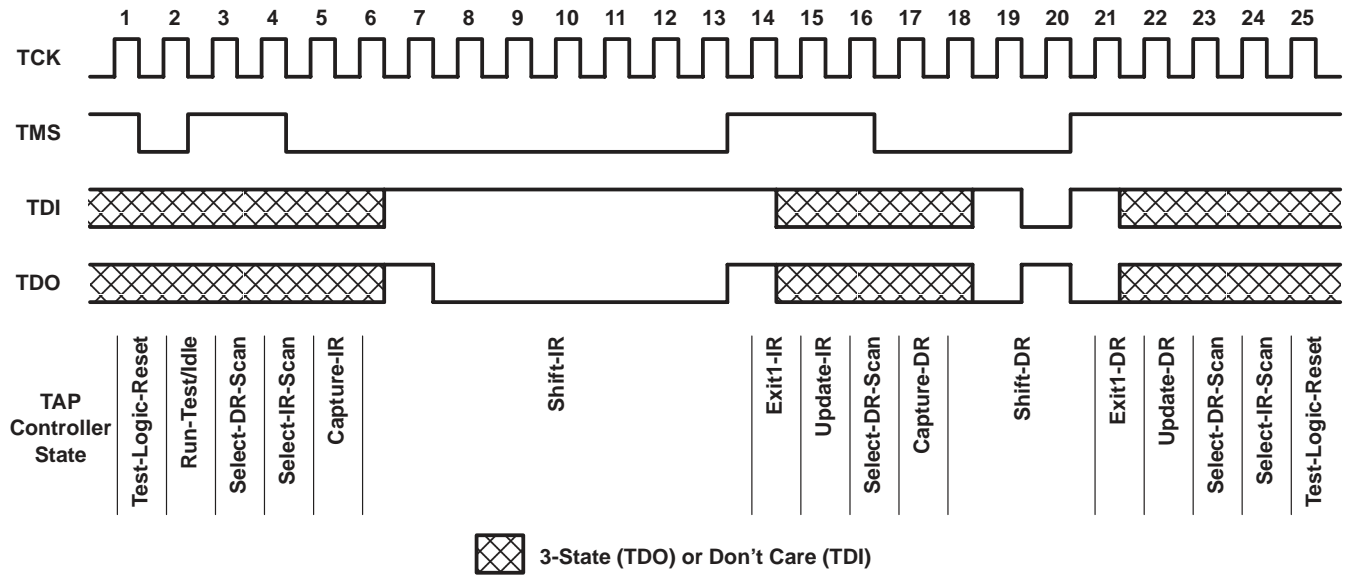 1 2 3 4 5 6 7 8 9 10 11 12 13 14 15 16 17 18 19 20 21 22 23 24 25
TCK
TMS
TDI
TDO
TAP
Controller
State
Test-Logic-Reset
Run-Test/Idle
Select-DR-Scan
Select-IR-Scan
Capture-IR
Shift-IR
Exit1-IR
Update-IR
Select-DR-Scan
Capture-DR
Shift-DR
Exit1-DR
Update-DR
Select-DR-Scan
Select-IR-Scan
Test-Logic-Reset
3-State (TDO) or Don't Care (TDI)